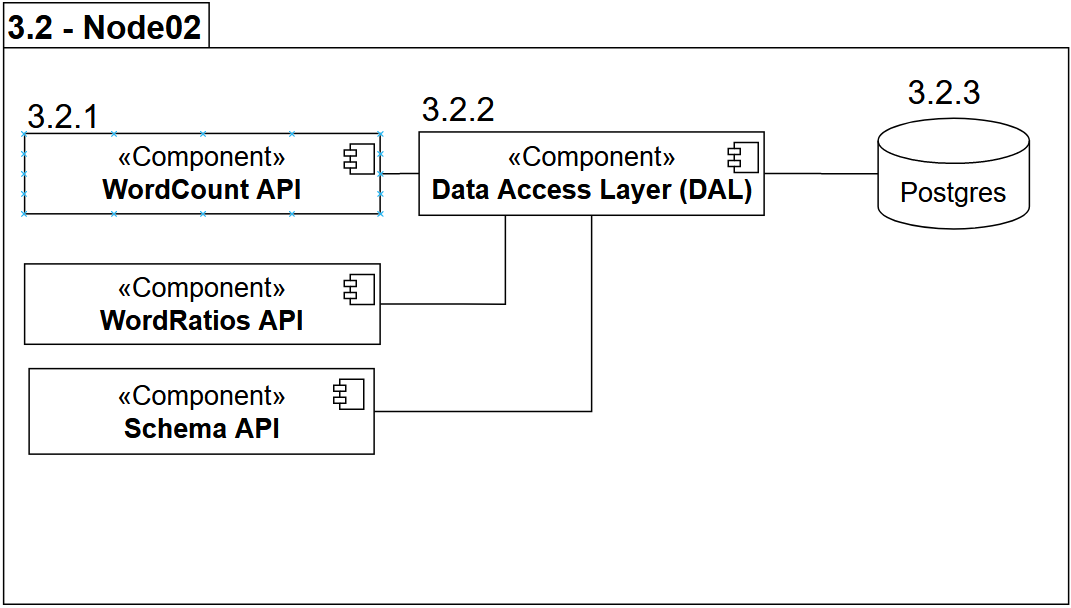 3.2 - Node02
3.2.1
«Component»
WordCount API
3.2.2
«Component»
Data Access Layer (DAL)
3.2.3
Postgres
«Component»
WordRatios API
«Component»
Schema API